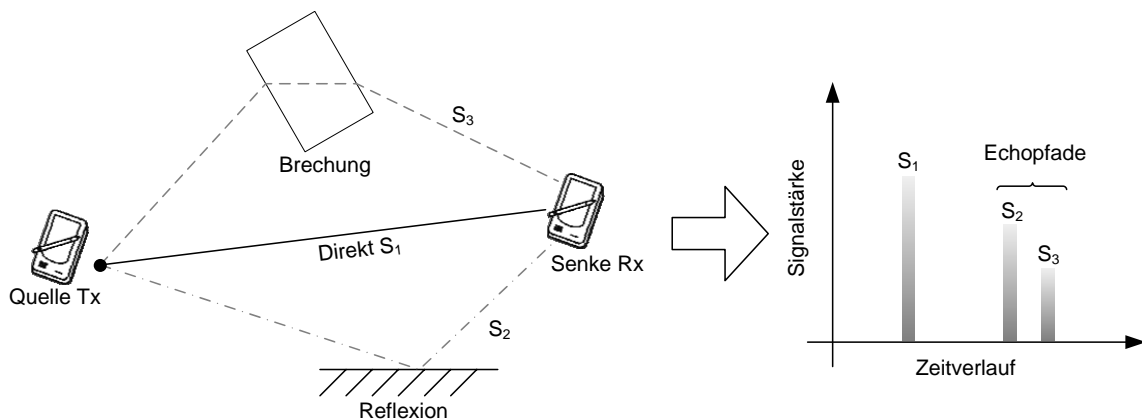 S₃
Brechung
Direkt S₁
Senke Rx
Quelle Tx
S₂
Reflexion
Signalstärke
S₁
Echopfade
S₂
S₃
Zeitverlauf